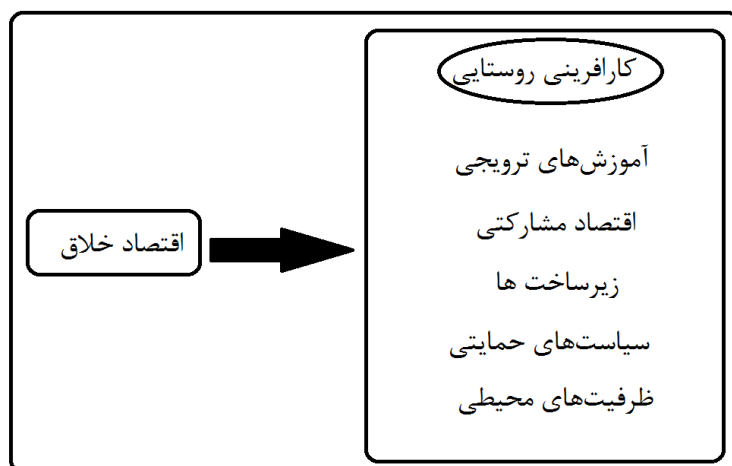 کارافرینی روستایی
آموزش‌های ترویجی
اقتصاد مشارکتی
زیرساخت ها
سیاست‌های حمایتی
ظرفیت‌های محیطی
اقتصاد خلاق